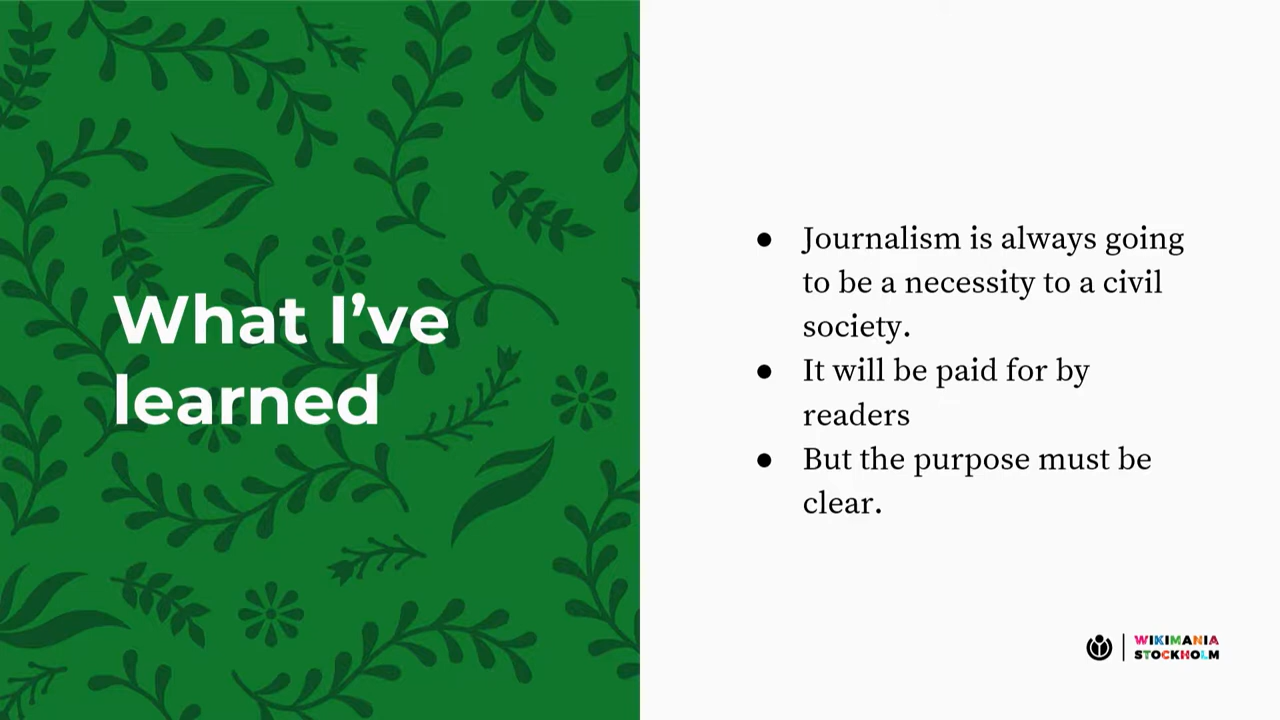 What I’ve
learned
● Journalism is always going
to be a necessity to a civil
society.
● It will be paid for by
readers
● But the purpose must be
clear.
WIKIMANIA
STOCKHOLM